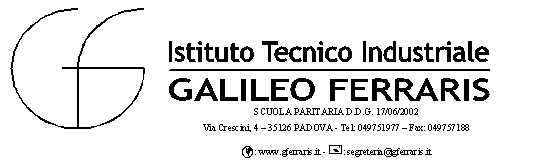 Istituto Tecnico Industriale
GALILEO FERRARIS
SCUOLA PARITARIA D.D.G. 17/06/2002
Via Crescini, 4 – 35126 PADOVA - Tel: 049751977 – Fax: 049757188
: www.gferraris.it - : segreteria@gferraris.it